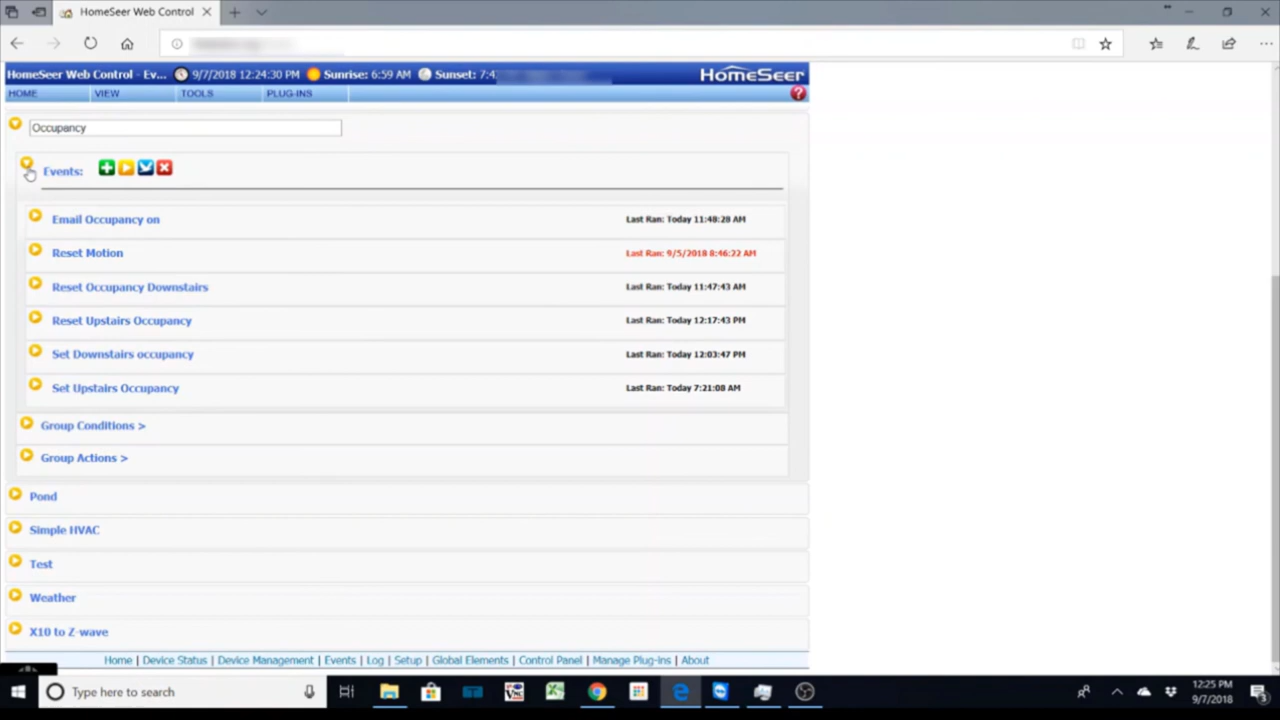 HomeSeer Web Control
HomeSeer Web Control - Ev... 9/7/2018 12:24:30 PM Sunrise: 6:59 AM Sunset: HomeSeer
HOME VIEW TOOLS PLUG-INS ?
Occupancy
Events:
Email Occupancy on Last Ran: Today 11:48:28 AM
Reset Motion Last Ran: 9/5/2018 8:46:22 AM
Reset Occupancy Downstairs Last Ran: Today 11:47:43 AM
Reset Upstairs Occupancy Last Ran: Today 12:17:43 PM
Set Downstairs occupancy Last Ran: Today 12:03:47 PM
Set Upstairs Occupancy Last Ran: Today 7:21:08 AM
Group Conditions >
Group Actions >
Pond
Simple HVAC
Test
Weather
X10 to Z-wave
Home | Device Status | Device Management | Events | Log | Setup | Global Elements | Control Panel | Manage Plug-ins | About
Type here to search
12:25 PM
9/7/2018
3